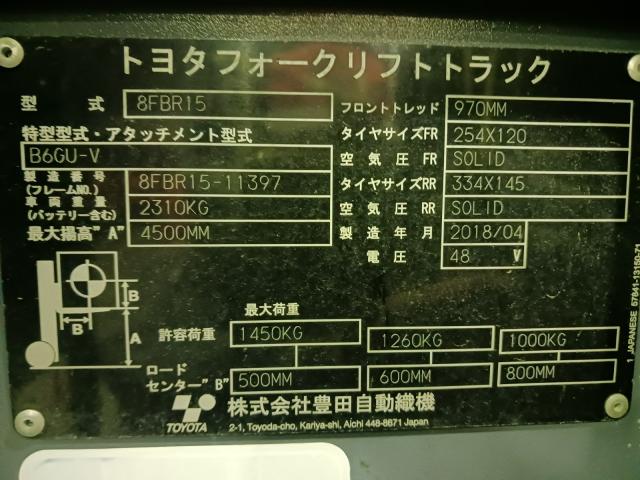 トヨタフォークリフトトラック
型 式 8FBR15
特型型式・アタッチメント型式
B6GU-V
製造番号 (フレームNO.) 8FBR15-11397
車両重量 (バッテリー含む) 2310KG
最大揚高"A" 4500MM
フロントトレッド 970MM
タイヤサイズFR 254X120
空気圧 FR SOLID
タイヤサイズRR 334X145
空気圧 RR SOLID
製造年月 2018/04
電圧 48 V
B
B
A
最大荷重
許容荷重 1450KG 1260KG 1000KG
ロード
センター"B" 500MM 600MM 800MM
TOYOTA
株式会社豊田自動織機
2-1, Toyoda-cho, Kariya-shi, Aichi 448-8671 Japan
1 JAPANESE 57841-13150-71